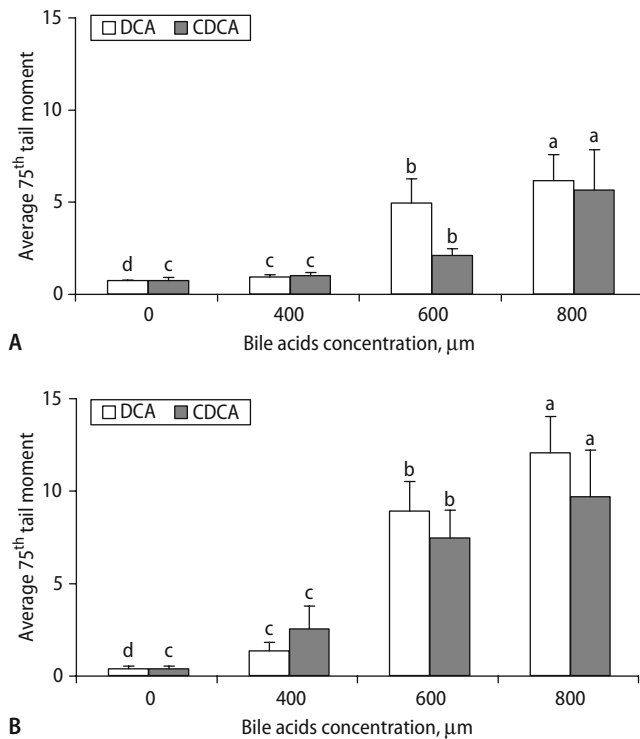 15
DCA
CDCA
Average 75th tail moment
10
5
0
d
c
c
c
b
b
a
a
0
400
600
800
A
Bile acids concentration, μm
15
DCA
CDCA
Average 75th tail moment
10
5
0
d
c
c
c
b
b
a
a
0
400
600
800
B
Bile acids concentration, μm